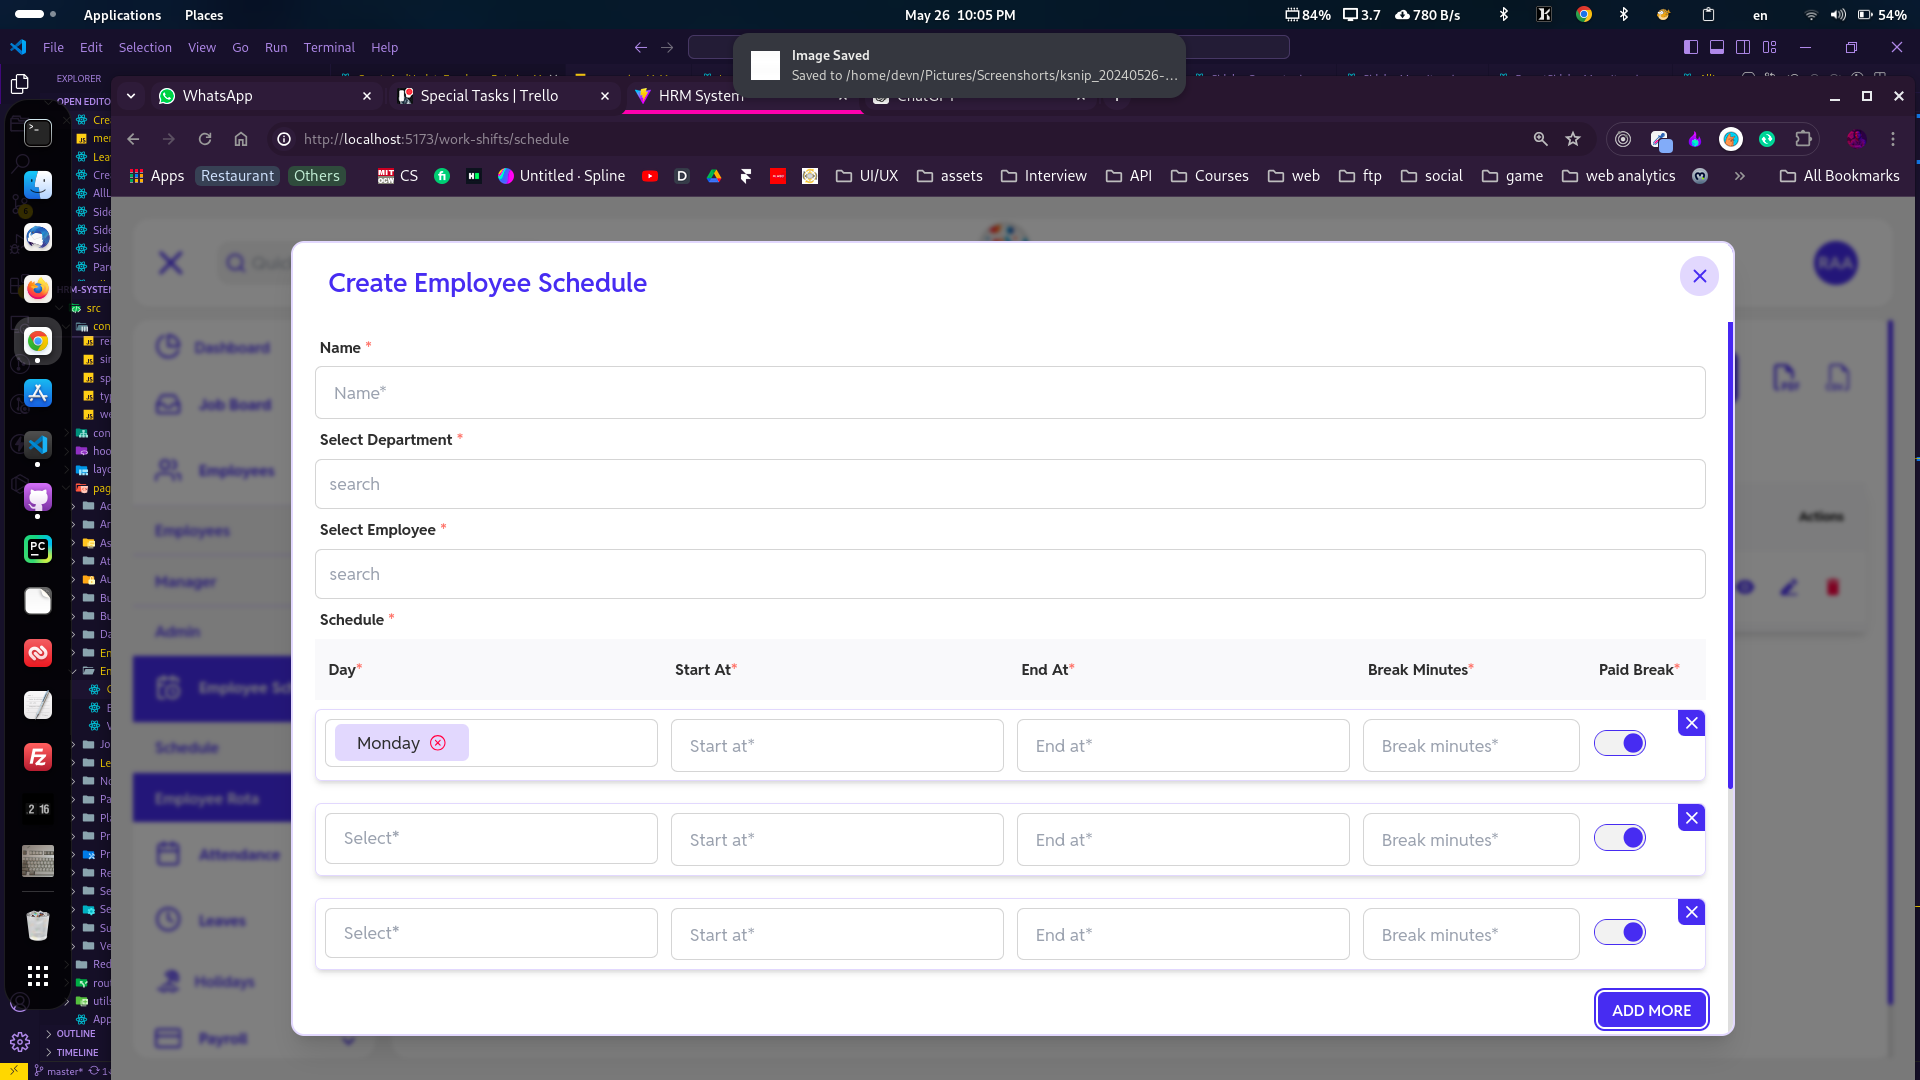 Applications Places May 26 10:05 PM 84% 3.7 780 B/s en 54%
File Edit Selection View Go Run Terminal Help
Image Saved
Saved to /home/devn/Pictures/Screenshorts/ksnip_20240526-...
EXPLORER
WhatsApp Special Tasks | Trello HRM System
http://localhost:5173/work-shifts/schedule
Apps Restaurant Others CS Untitled · Spline UI/UX assets Interview API Courses web ftp social game web analytics » All Bookmarks
Create Employee Schedule
RAA
Name *
Name*
Select Department *
search
Select Employee *
search
Schedule *
Day* Start At* End At* Break Minutes* Paid Break*
Monday Start at* End at* Break minutes*
Select* Start at* End at* Break minutes*
Select* Start at* End at* Break minutes*
ADD MORE
Dashboard
Job Board
Employees
Employees
Manager
Admin
Employee Sc
Schedule
Employee Rota
Attendance
Leaves
Holidays
Payroll
Actions
src
OUTLINE
TIMELINE
master*